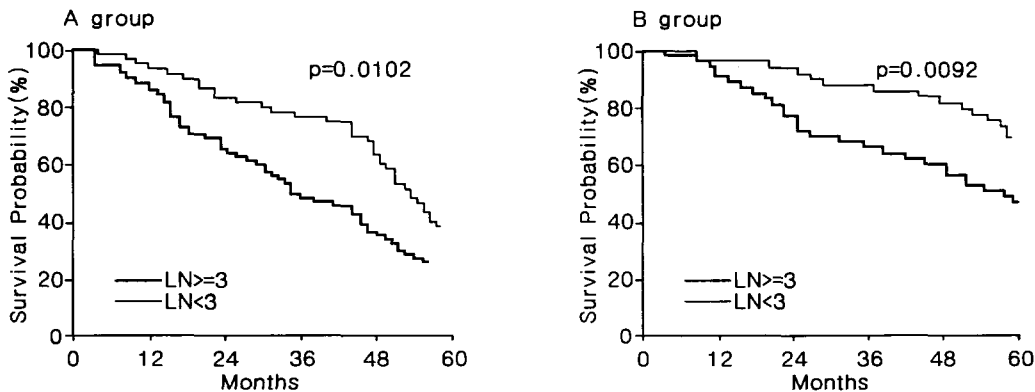 A group
Survival Probability(%)
100
80
60
40
20
0
p=0.0102
LN>=3
LN<3
0 12 24 36 48 60
Months
B group
Survival Probability(%)
100
80
60
40
20
0
p=0.0092
LN>=3
LN<3
0 12 24 36 48 60
Months